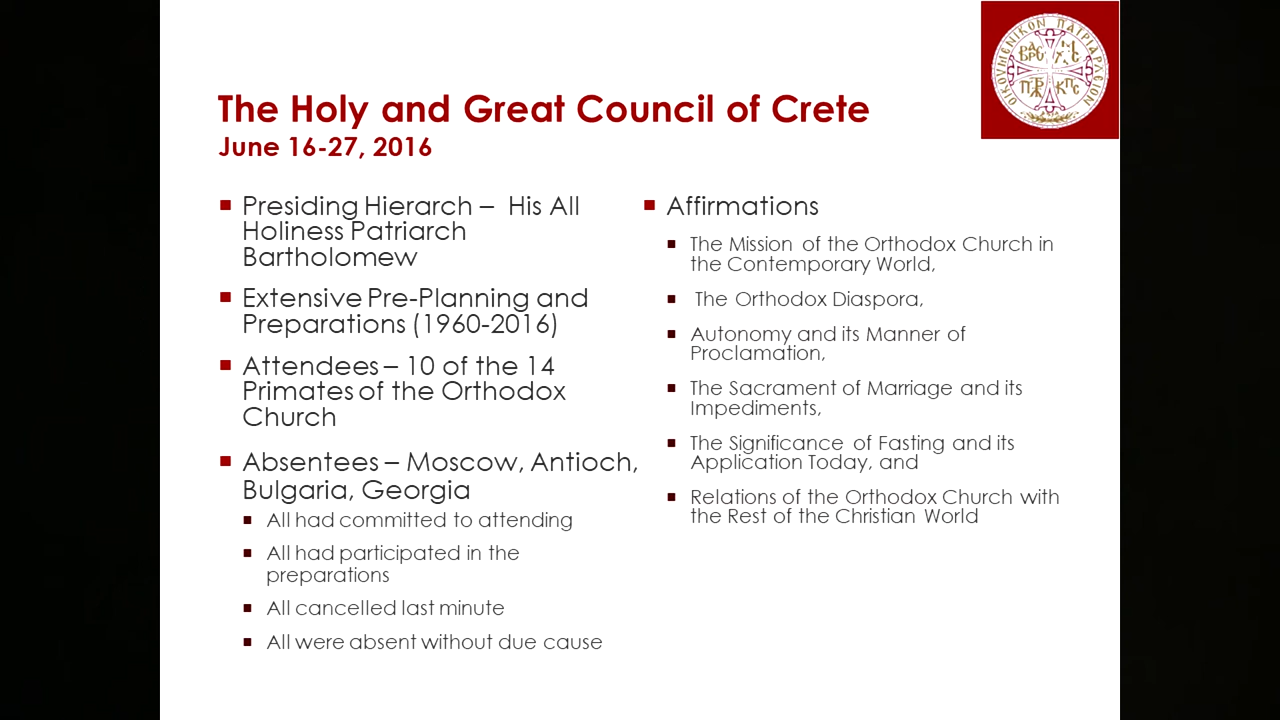 ΟΙΚΟΥΜΕΝΙΚΟΝ ΠΑΤΡΙΑΡΧΕΙΟΝ
The Holy and Great Council of Crete
June 16-27, 2016
Presiding Hierarch – His All
Holiness Patriarch
Bartholomew
Extensive Pre-Planning and
Preparations (1960-2016)
Attendees – 10 of the 14
Primates of the Orthodox
Church
Absentees – Moscow, Antioch,
Bulgaria, Georgia
All had committed to attending
All had participated in the
preparations
All cancelled last minute
All were absent without due cause
Affirmations
The Mission of the Orthodox Church in
the Contemporary World,
The Orthodox Diaspora,
Autonomy and its Manner of
Proclamation,
The Sacrament of Marriage and its
Impediments,
The Significance of Fasting and its
Application Today, and
Relations of the Orthodox Church with
the Rest of the Christian World